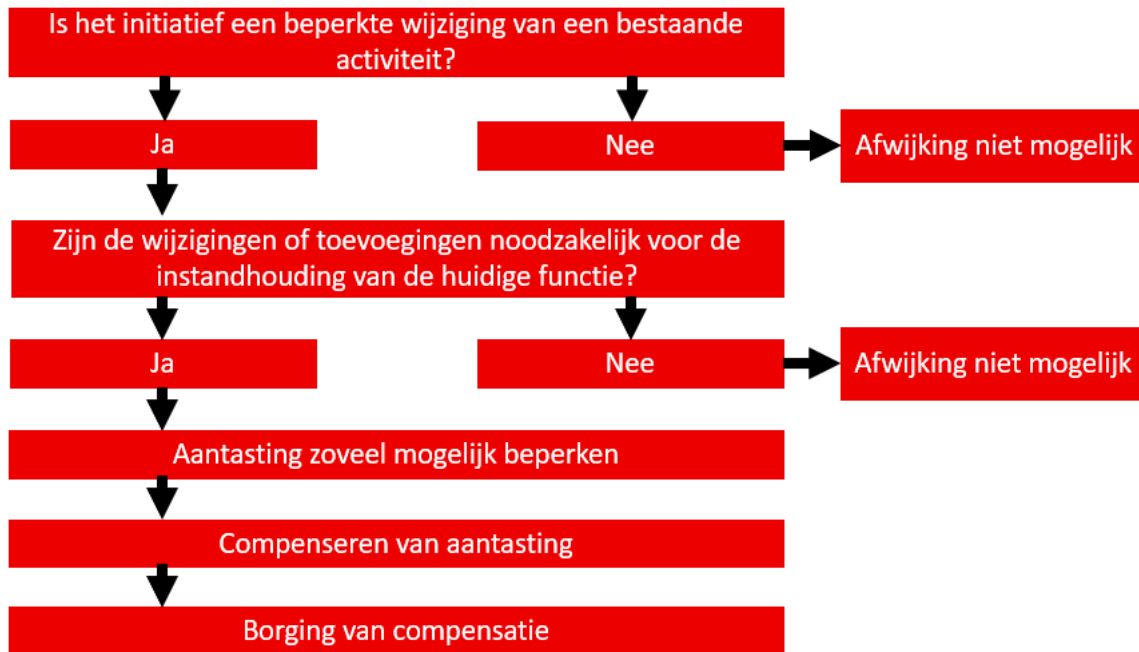 Is het initiatief een beperkte wijziging van een bestaande
activiteit?
Ja
Nee
Afwijking niet mogelijk
Zijn de wijzigingen of toevoegingen noodzakelijk voor de
instandhouding van de huidige functie?
Ja
Nee
Afwijking niet mogelijk
Aantasting zoveel mogelijk beperken
Compenseren van aantasting
Borging van compensatie